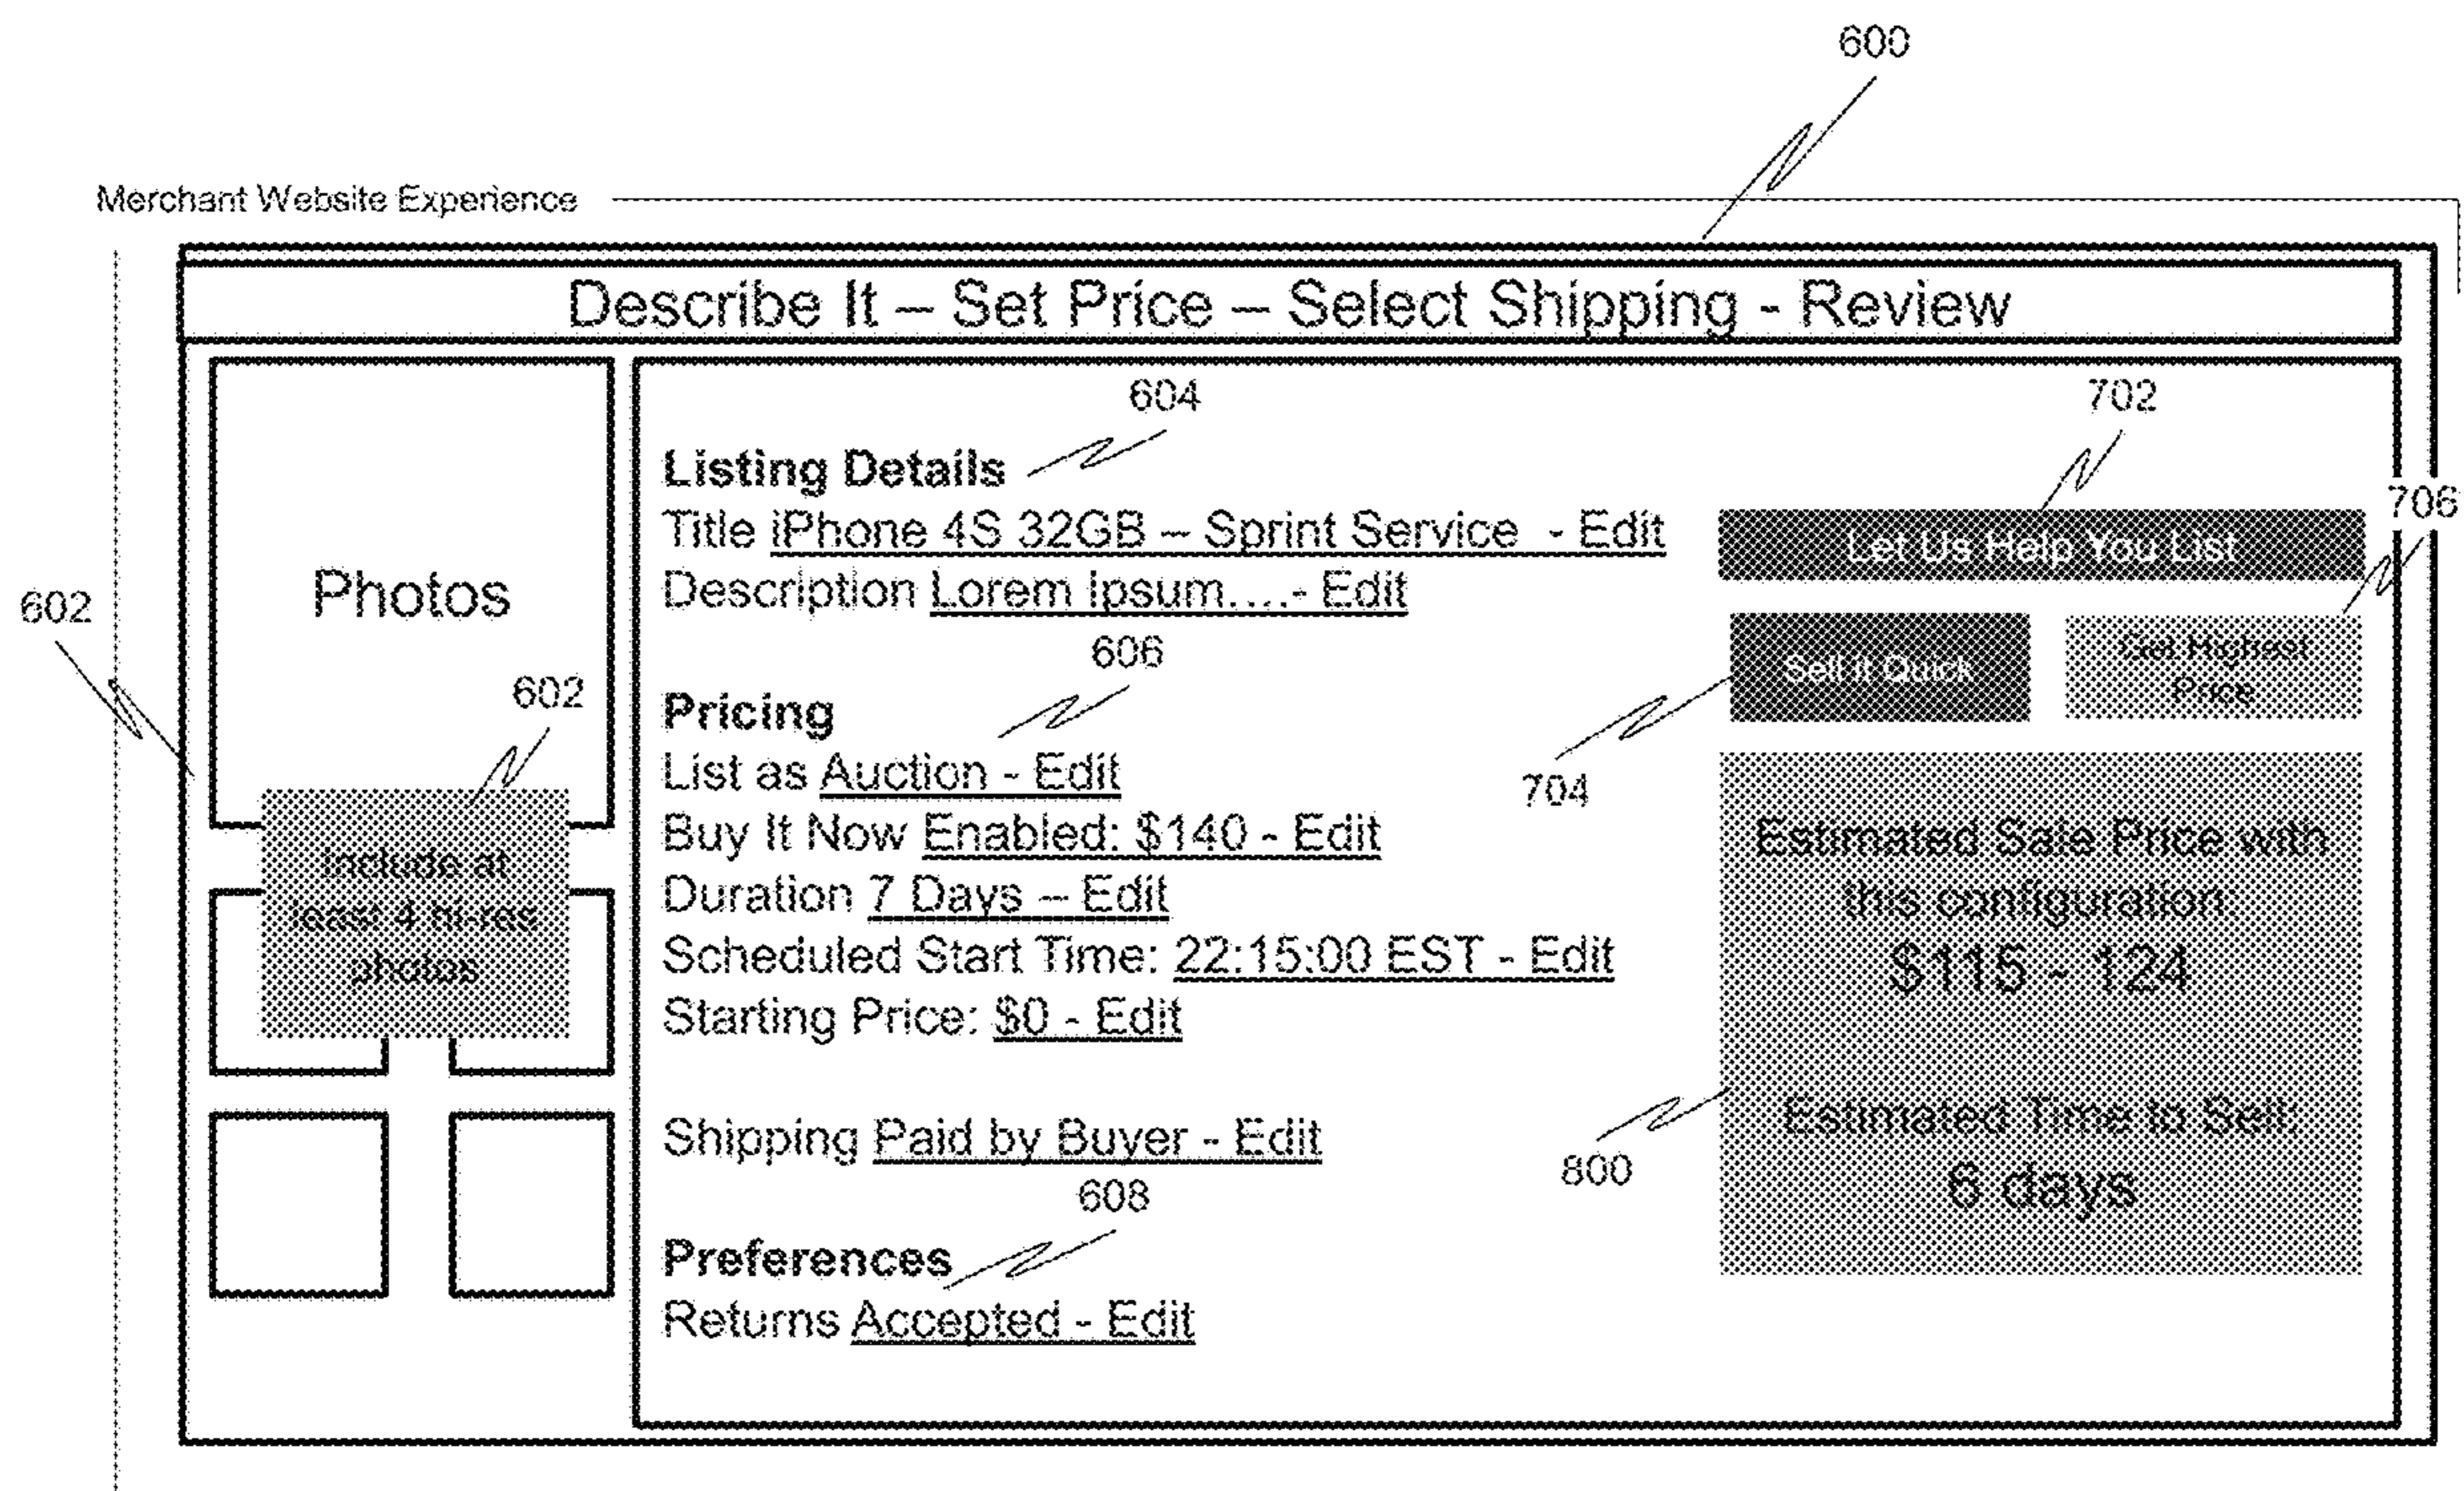 600
Merchant Website Experience
Describe It – Set Price – Select Shipping - Review
602
Photos
602
Include at
least 4 hi-res
photos
604
Listing Details
Title iPhone 4S 32GB – Sprint Service - Edit
Description Lorem Ipsum....- Edit
606
Pricing
List as Auction - Edit
Buy It Now Enabled: $140 - Edit
Duration 7 Days – Edit
Scheduled Start Time: 22:15:00 EST - Edit
Starting Price: $0 - Edit
Shipping Paid by Buyer - Edit
608
Preferences
Returns Accepted - Edit
702
706
Let Us Help You List
Sell it Quick
Get Highest
Price
704
Estimated Sale Price with
this configuration:
$115 - 124
Estimated Time to Sell:
6 days
800